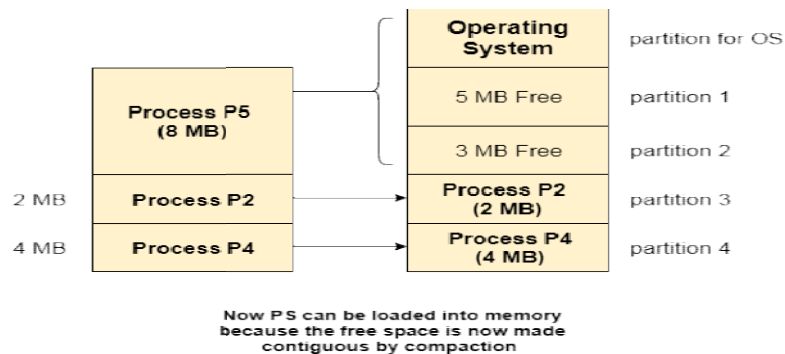 Process P5
(8 MB)
2 MB
Process P2
4 MB
Process P4
Operating
System
partition for OS
5 MB Free
partition 1
3 MB Free
partition 2
Process P2
(2 MB)
partition 3
Process P4
(4 MB)
partition 4
Now PS can be loaded into memory
because the free space is now made
contiguous by compaction